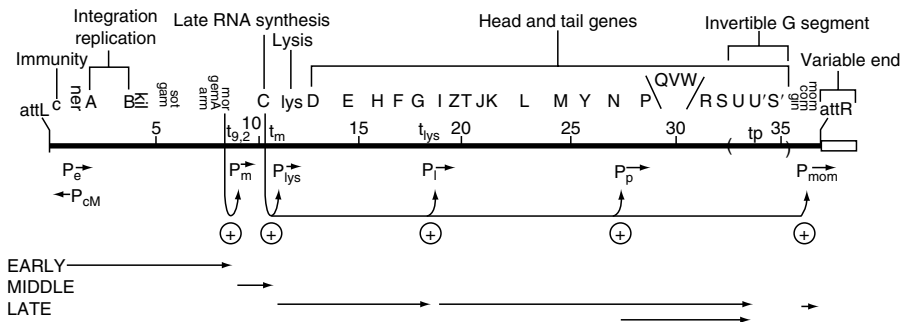 Integration replication
Late RNA synthesis
Head and tail genes
Invertible G segment
Immunity
Lysis
Variable end
attL c ner A B kil gam sot arm genA mor C lys D E H F G I Z T J K L M Y N P Q V W R S U U' S' gin com mom attR
5 t9,2 10 tm 15 tlys 20 25 30 ( tp 35 )
Pe Pm Plys Pl Pp Pmom
PcM
+ + + + +
EARLY
MIDDLE
LATE